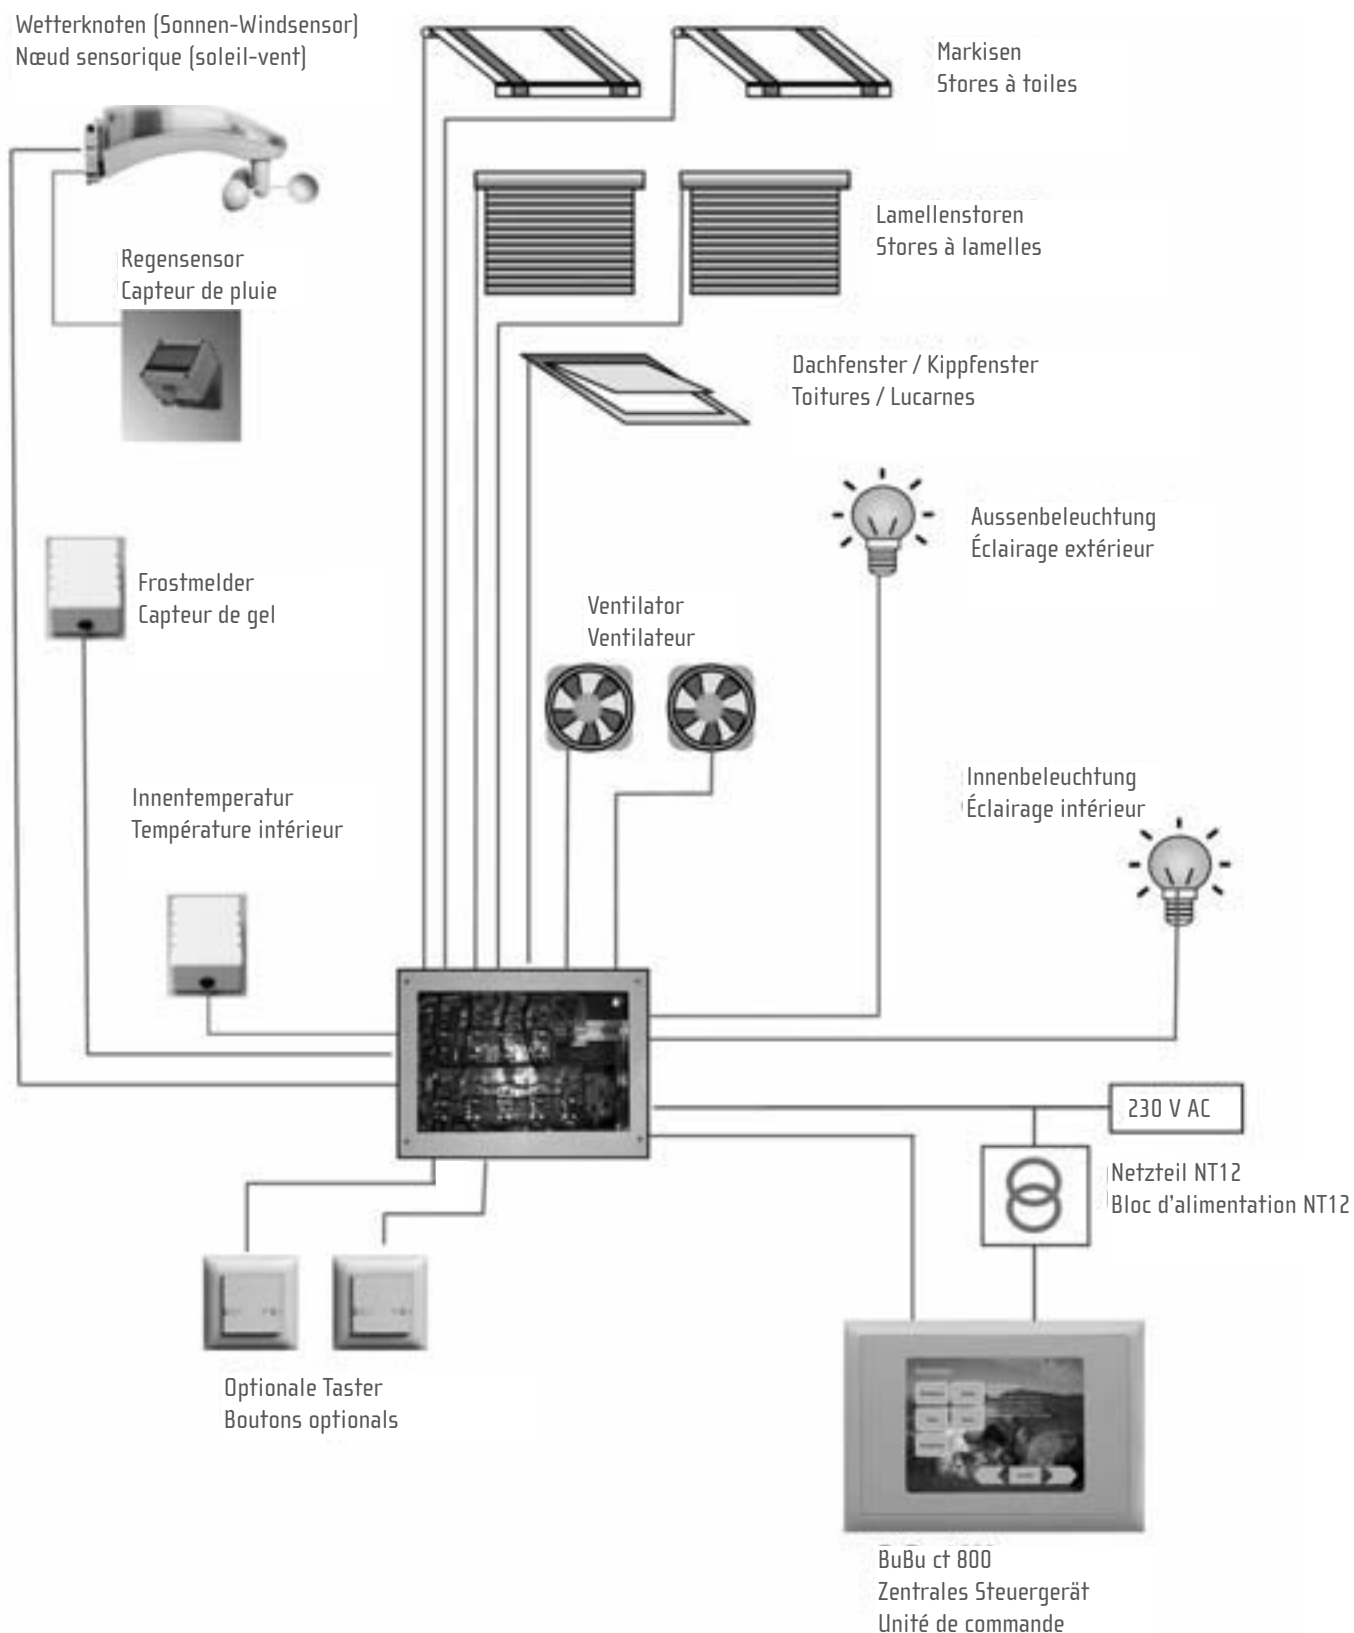 Wetterknoten (Sonnen-Windsensor)
Nœud sensorique (soleil-vent)
Markisen
Stores à toiles
Lamellenstoren
Stores à lamelles
Regensensor
Capteur de pluie
Dachfenster / Kippfenster
Toitures / Lucarnes
Aussenbeleuchtung
Éclairage extérieur
Frostmelder
Capteur de gel
Ventilator
Ventilateur
Innentemperatur
Température intérieur
Innenbeleuchtung
Éclairage intérieur
230 V AC
Netzteil NT12
Bloc d'alimentation NT12
Optionale Taster
Boutons optionals
BuBu ct 800
Zentrales Steuergerät
Unité de commande